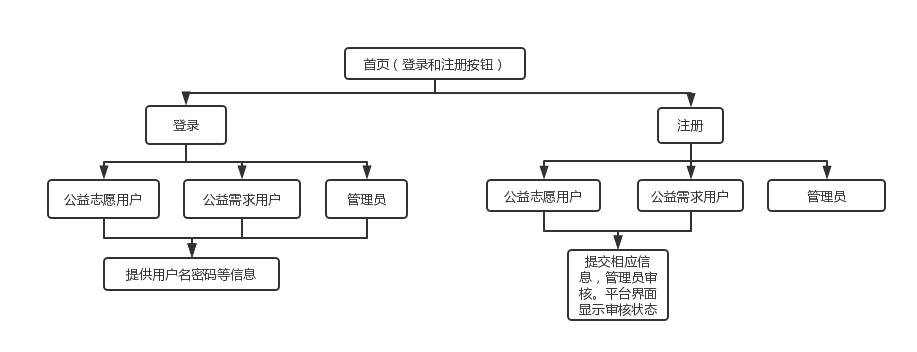 首页（登录和注册按钮）
登录
注册
公益志愿用户
公益需求用户
管理员
公益志愿用户
公益需求用户
管理员
提供用户名密码等信息
提交相应信
息，管理员审
核。平台界面
显示审核状态